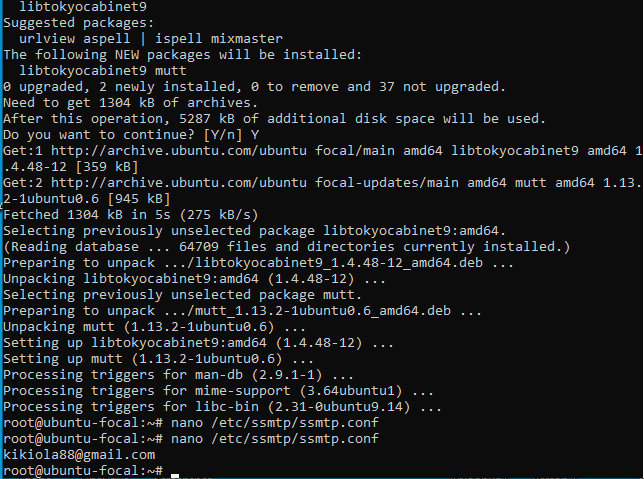 libtokyocabinet9
Suggested packages:
urlview aspell | ispell mixmaster
The following NEW packages will be installed:
libtokyocabinet9 mutt
0 upgraded, 2 newly installed, 0 to remove and 37 not upgraded.
Need to get 1304 kB of archives.
After this operation, 5287 kB of additional disk space will be used.
Do you want to continue? [Y/n] Y
Get:1 http://archive.ubuntu.com/ubuntu focal/main amd64 libtokyocabinet9 amd64 1
.4.48-12 [359 kB]
Get:2 http://archive.ubuntu.com/ubuntu focal-updates/main amd64 mutt amd64 1.13.
2-1ubuntu0.6 [945 kB]
Fetched 1304 kB in 5s (275 kB/s)
Selecting previously unselected package libtokyocabinet9:amd64.
(Reading database ... 64709 files and directories currently installed.)
Preparing to unpack .../libtokyocabinet9_1.4.48-12_amd64.deb ...
Unpacking libtokyocabinet9:amd64 (1.4.48-12) ...
Selecting previously unselected package mutt.
Preparing to unpack .../mutt_1.13.2-1ubuntu0.6_amd64.deb ...
Unpacking mutt (1.13.2-1ubuntu0.6) ...
Setting up libtokyocabinet9:amd64 (1.4.48-12) ...
Setting up mutt (1.13.2-1ubuntu0.6) ...
Processing triggers for man-db (2.9.1-1) ...
Processing triggers for mime-support (3.64ubuntu1) ...
Processing triggers for libc-bin (2.31-0ubuntu9.14) ...
root@ubuntu-focal:~# nano /etc/ssmtp/ssmtp.conf
root@ubuntu-focal:~# nano /etc/ssmtp/ssmtp.conf
kikiola88@gmail.com
root@ubuntu-focal:~#